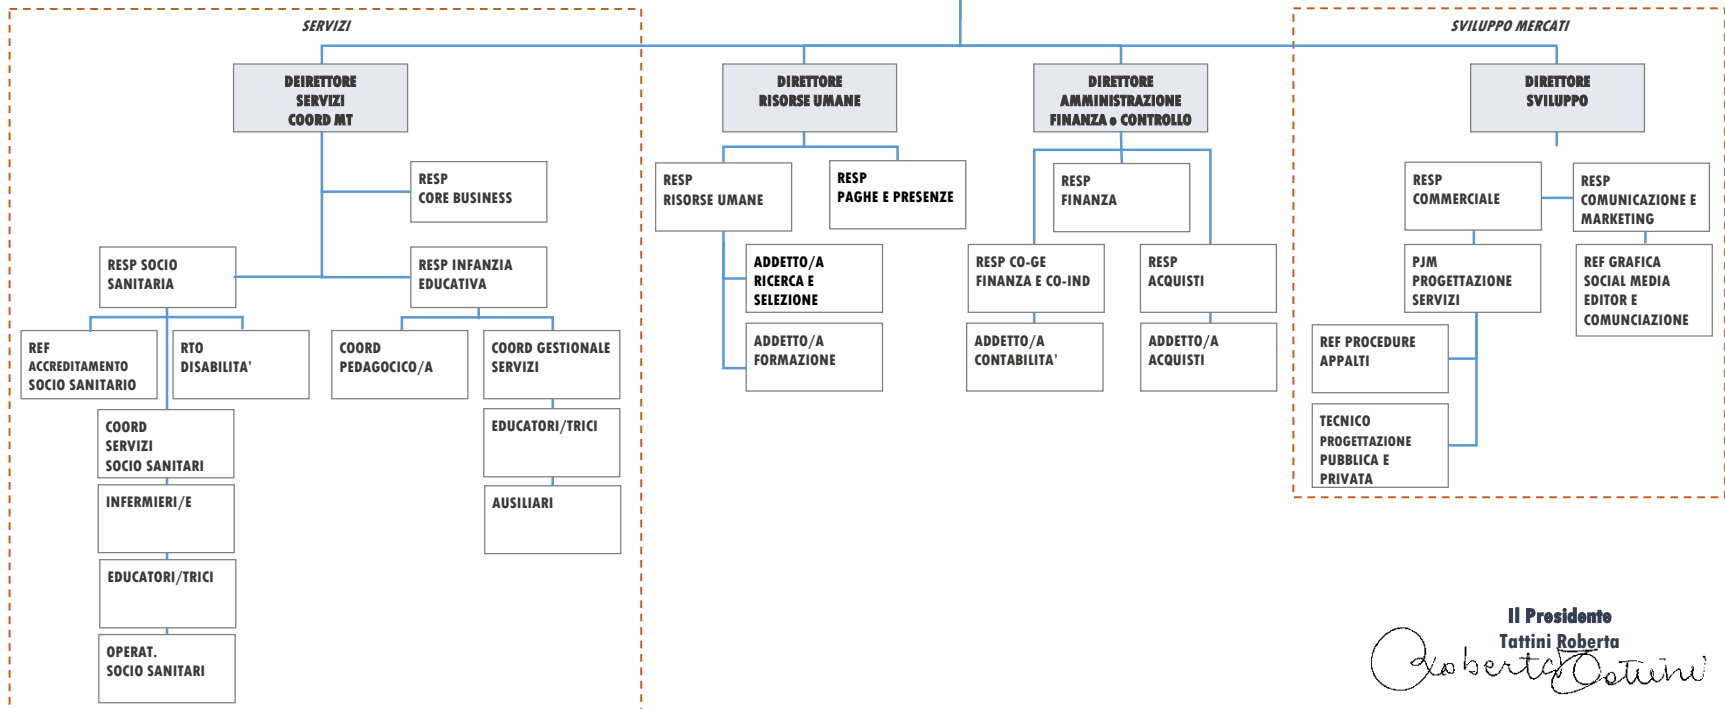 SERVIZI
SVILUPPO MERCATI
DEIRETTORE
SERVIZI
COORD MT
DIRETTORE
RISORSE UMANE
DIRETTORE
AMMINISTRAZIONE
FINANZA e CONTROLLO
DIRETTORE
SVILUPPO
RESP
CORE BUSINESS
RESP
RISORSE UMANE
RESP
PAGHE E PRESENZE
RESP
FINANZA
RESP
COMMERCIALE
RESP
COMUNICAZIONE E
MARKETING
RESP SOCIO
SANITARIA
RESP INFANZIA
EDUCATIVA
ADDETTO/A
RICERCA E
SELEZIONE
RESP CO-GE
FINANZA E CO-IND
RESP
ACQUISTI
PJM
PROGETTAZIONE
SERVIZI
REF GRAFICA
SOCIAL MEDIA
EDITOR E
COMUNCIAZIONE
REF
ACCREDITAMENTO
SOCIO SANITARIO
RTO
DISABILITA'
COORD
PEDAGOCICO/A
COORD GESTIONALE
SERVIZI
ADDETTO/A
FORMAZIONE
ADDETTO/A
CONTABILITA'
ADDETTO/A
ACQUISTI
REF PROCEDURE
APPALTI
COORD
SERVIZI
SOCIO SANITARI
EDUCATORI/TRICI
TECNICO
PROGETTAZIONE
PUBBLICA E
PRIVATA
INFERMIERI/E
AUSILIARI
EDUCATORI/TRICI
OPERAT.
SOCIO SANITARI
Il Presidente
Tattini Roberta
Roberta Tattini